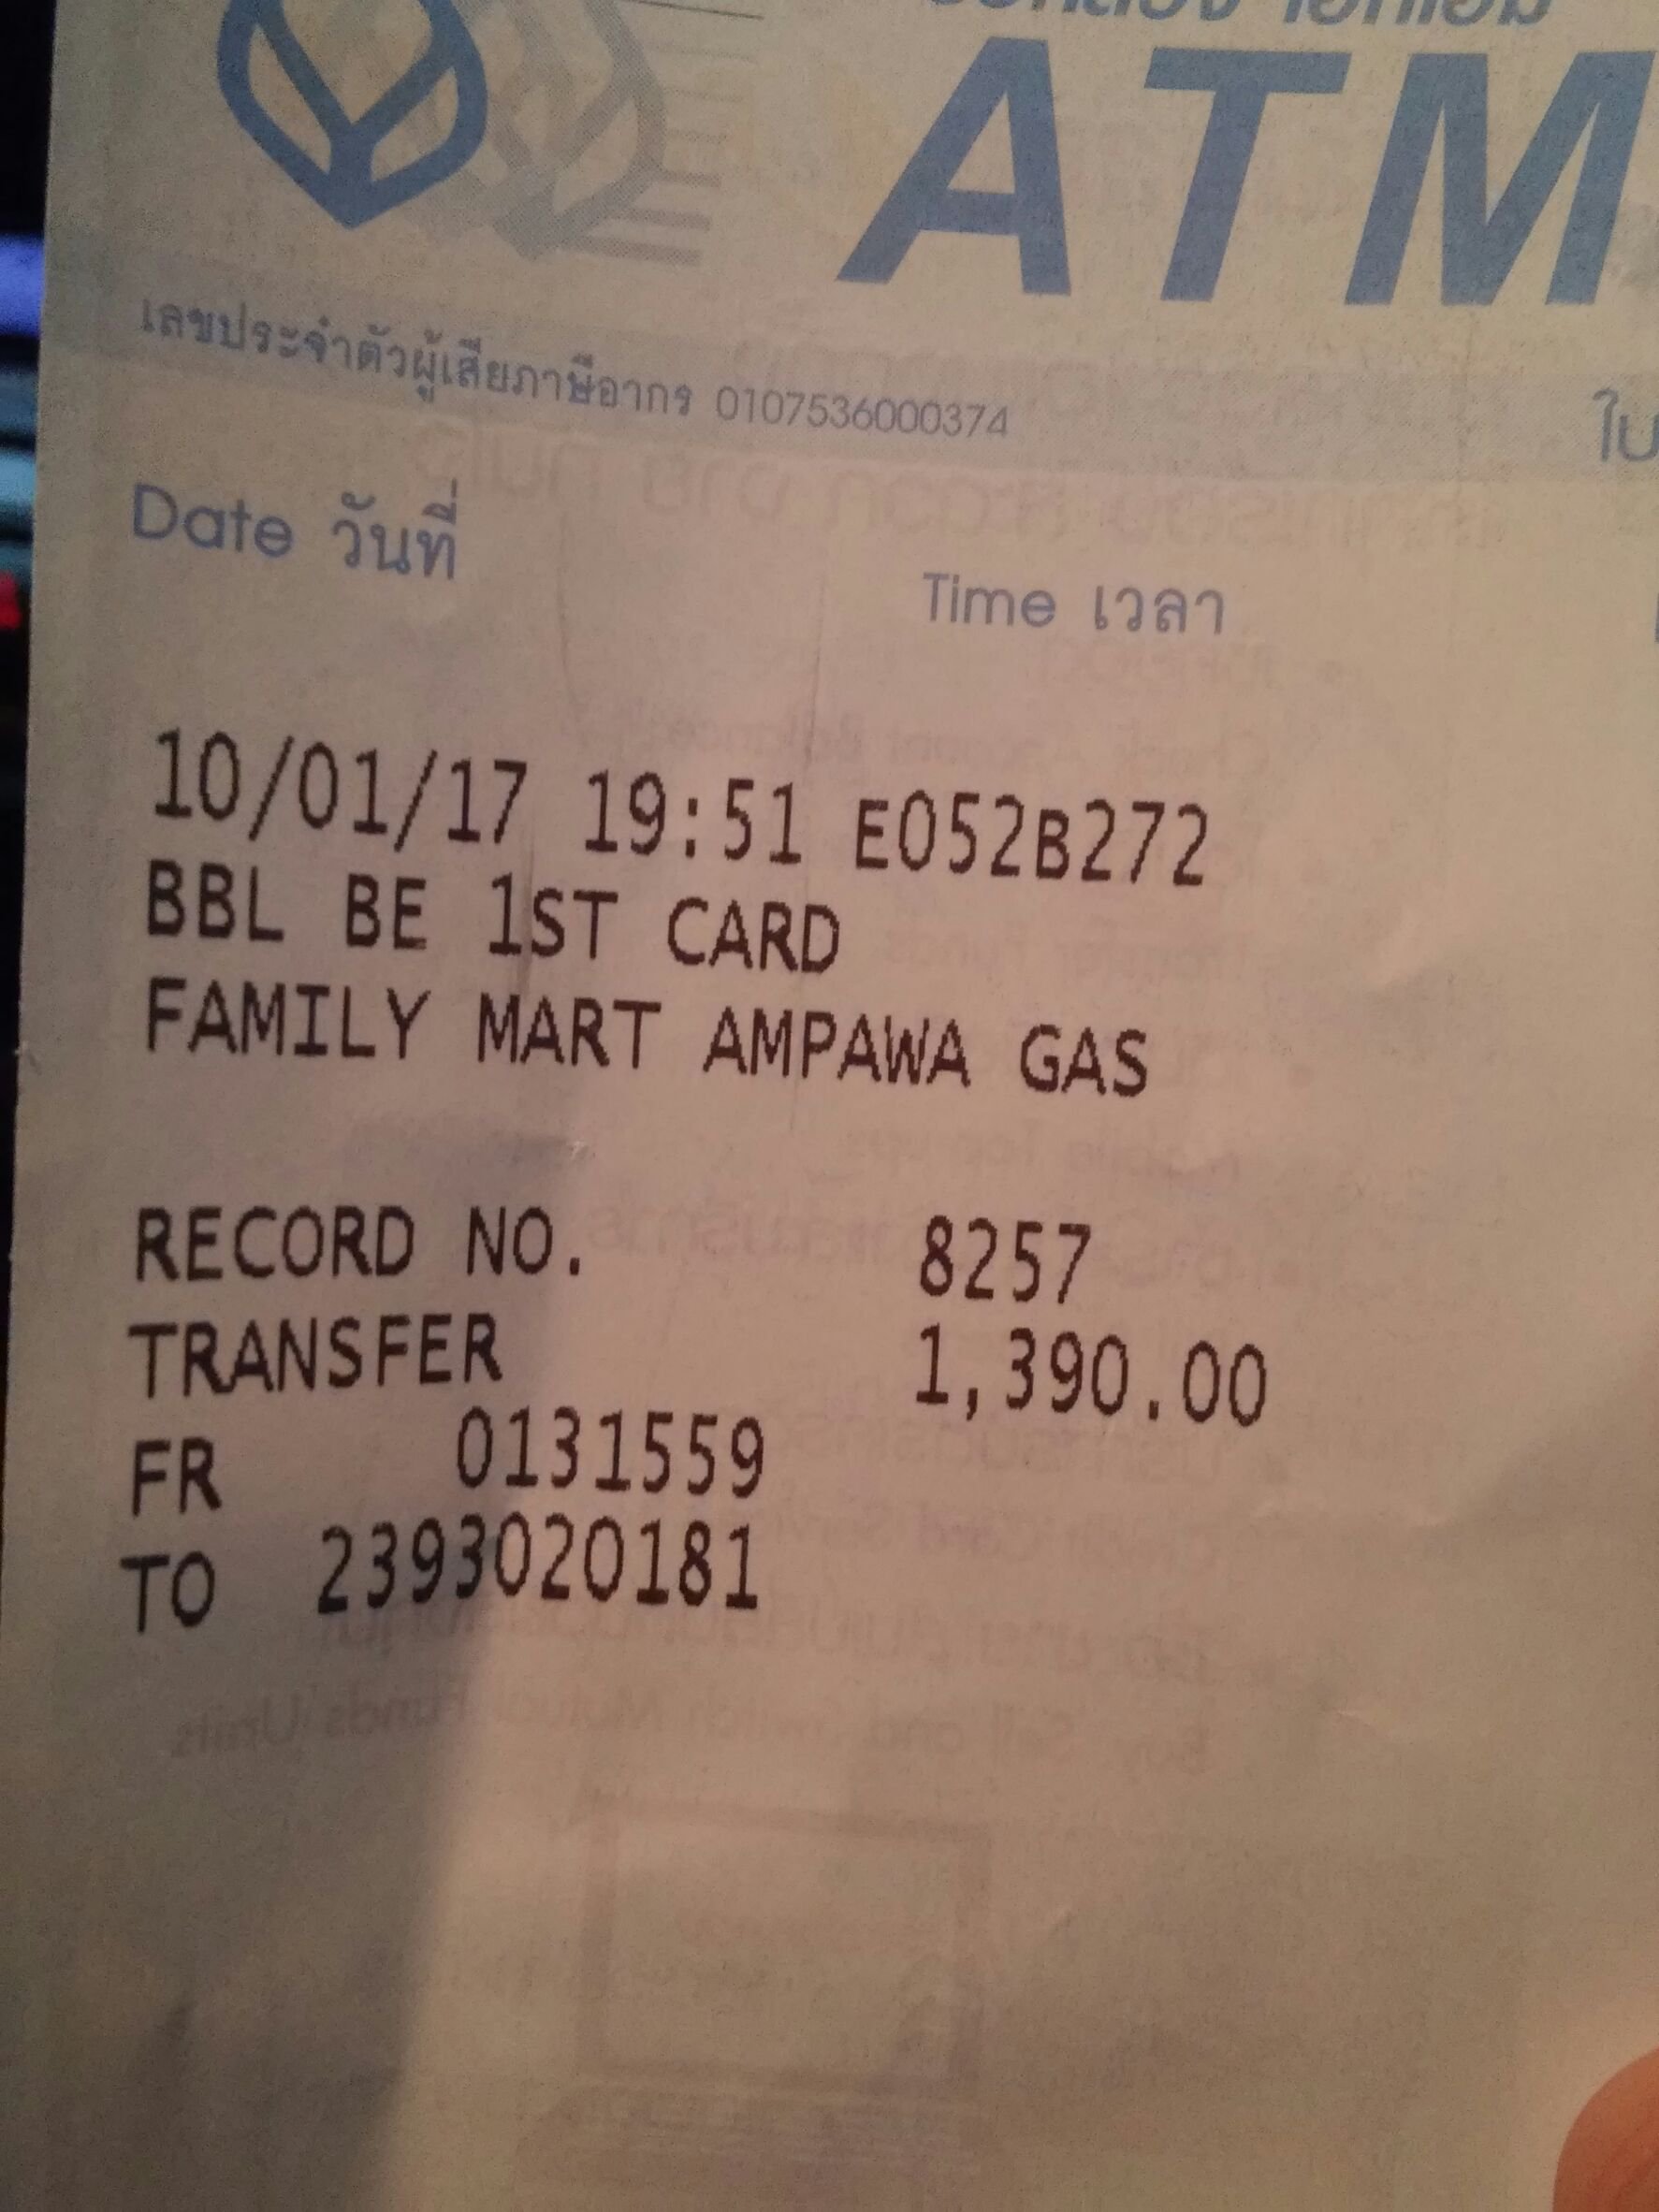 ATM
เลขประจำตัวผู้เสียภาษีอากร 0107536000374
ใบ
Date วันที่
Time เวลา
10/01/17 19:51 E052B272
BBL BE 1ST CARD
FAMILY MART AMPAWA GAS
RECORD NO. 8257
TRANSFER 1,390.00
FR 0131559
TO 2393020181